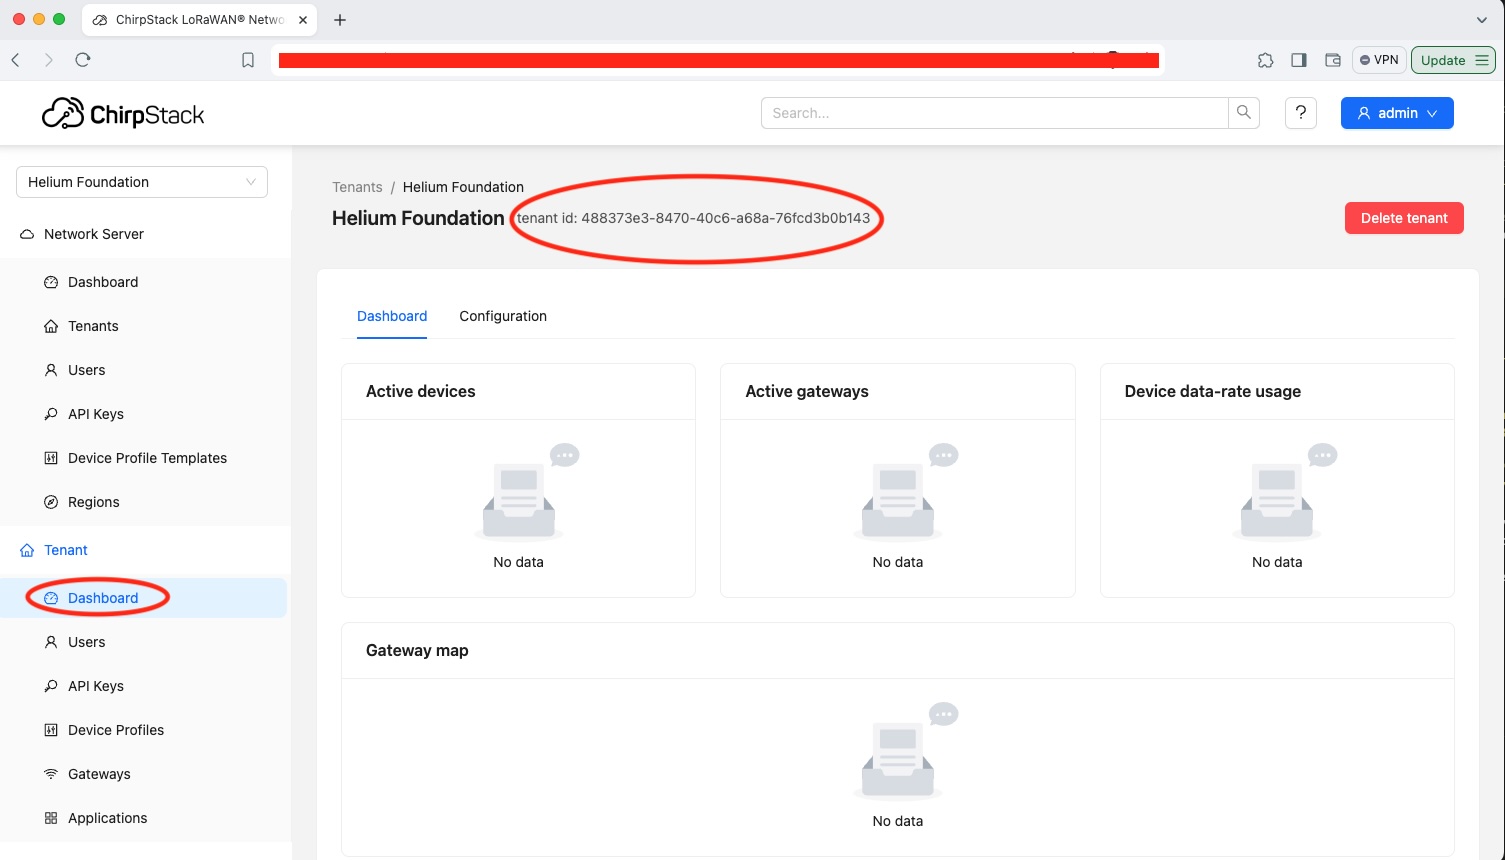 ChirpStack LoRaWAN® Netwo
VPN
Update
ChirpStack
Search...
?
admin
Helium Foundation
Network Server
Dashboard
Tenants
Users
API Keys
Device Profile Templates
Regions
Tenant
Dashboard
Users
API Keys
Device Profiles
Gateways
Applications
Tenants / Helium Foundation
Helium Foundation tenant id: 488373e3-8470-40c6-a68a-76fcd3b0b143
Delete tenant
Dashboard Configuration
Active devices
No data
Active gateways
No data
Device data-rate usage
No data
Gateway map
No data